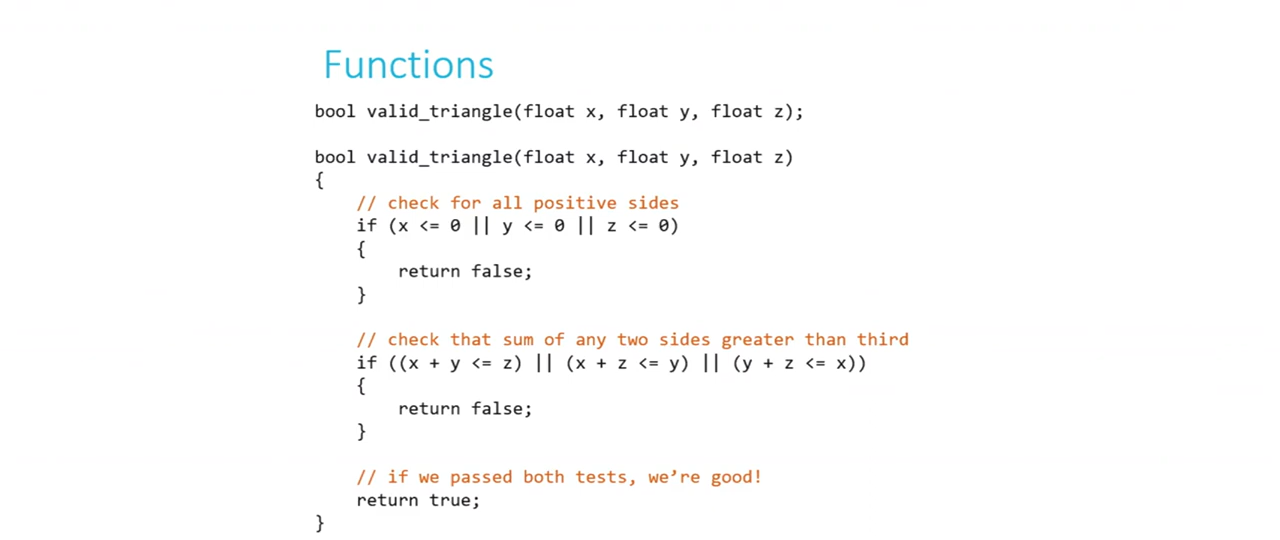 Functions
bool valid_triangle(float x, float y, float z);
bool valid_triangle(float x, float y, float z)
{
    // check for all positive sides
    if (x <= 0 || y <= 0 || z <= 0)
    {
        return false;
    }
    // check that sum of any two sides greater than third
    if ((x + y <= z) || (x + z <= y) || (y + z <= x))
    {
        return false;
    }
    // if we passed both tests, we’re good!
    return true;
}